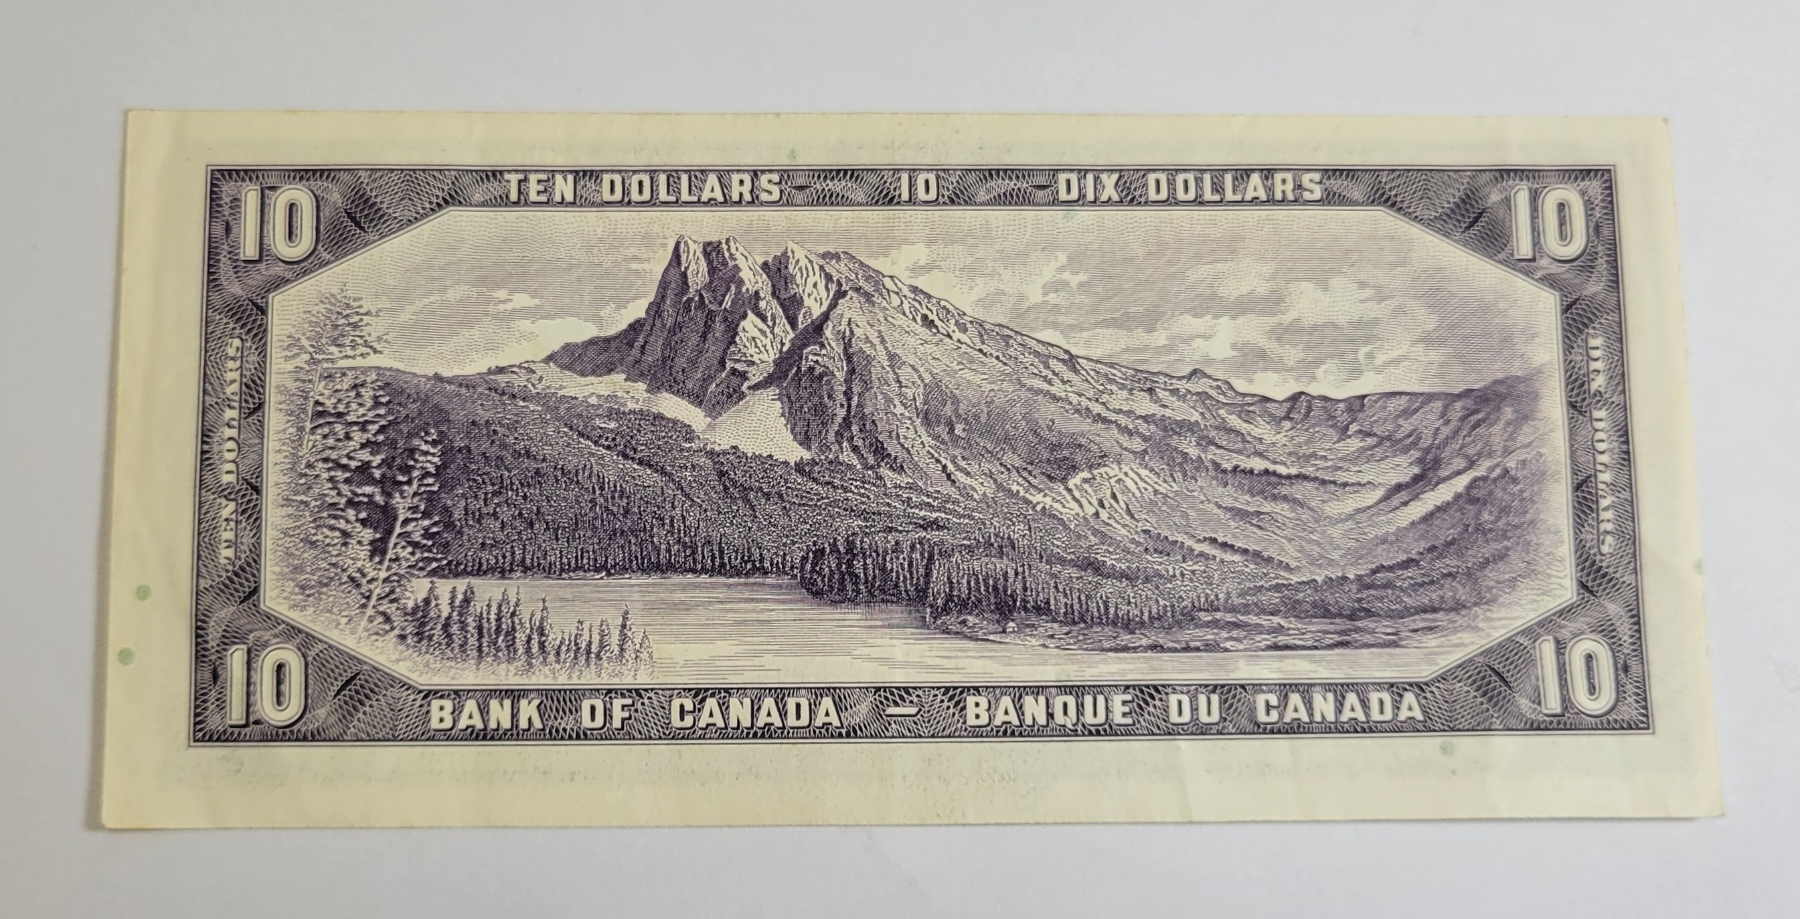 10 TEN DOLLARS 10 DIX DOLLARS 10
TEN DOLLARS
DIX DOLLARS
10 BANK OF CANADA — BANQUE DU CANADA 10